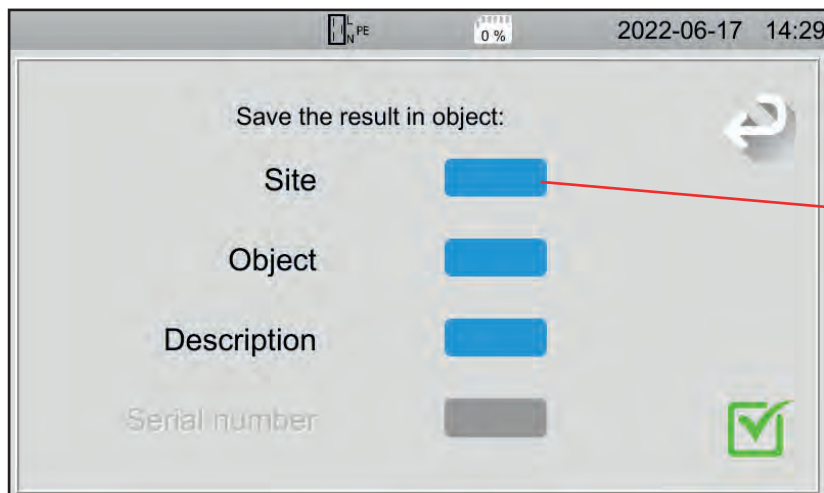 L
N PE
0 %
2022-06-17 14:29
Save the result in object:
Site
Object
Description
Serial number